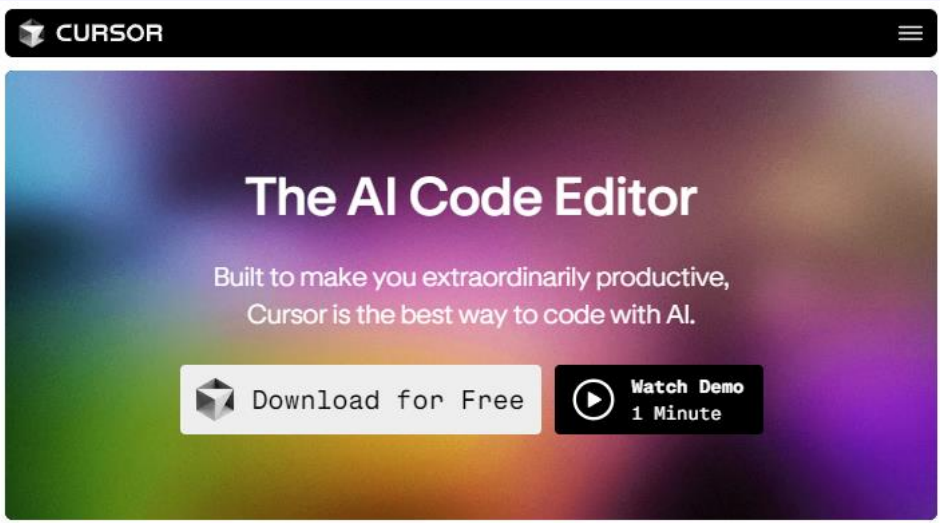 CURSOR
The AI Code Editor
Built to make you extraordinarily productive,
Cursor is the best way to code with AI.
Download for Free
Watch Demo
1 Minute